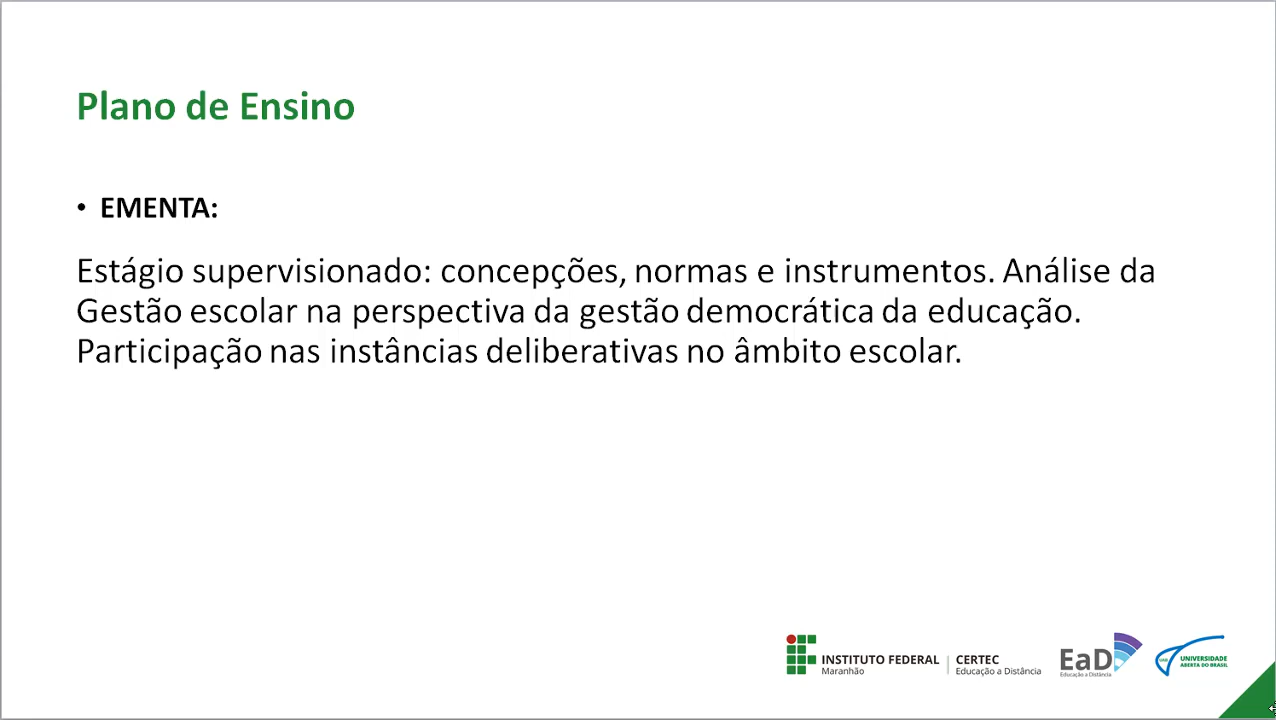 Plano de Ensino
• EMENTA:
Estágio supervisionado: concepções, normas e instrumentos. Análise da
Gestão escolar na perspectiva da gestão democrática da educação.
Participação nas instâncias deliberativas no âmbito escolar.
INSTITUTO FEDERAL
Maranhão
CERTEC
Educação a Distância
EaD
Educação a Distância
UNIVERSIDADE
ABERTA DO BRASIL